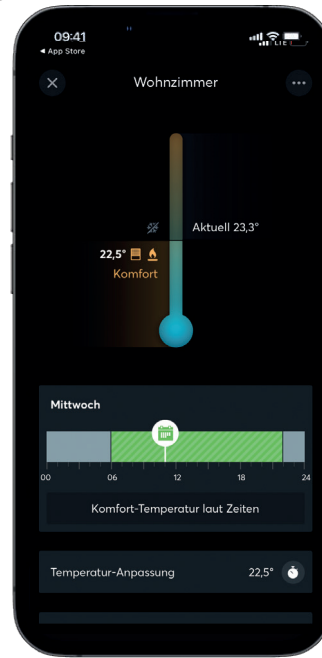 09:41
LTE
◀ App Store
Wohnzimmer
Aktuell 23,3°
22,5°
Komfort
Mittwoch
00 06 12 18 24
Komfort-Temperatur laut Zeiten
Temperatur-Anpassung 22,5°